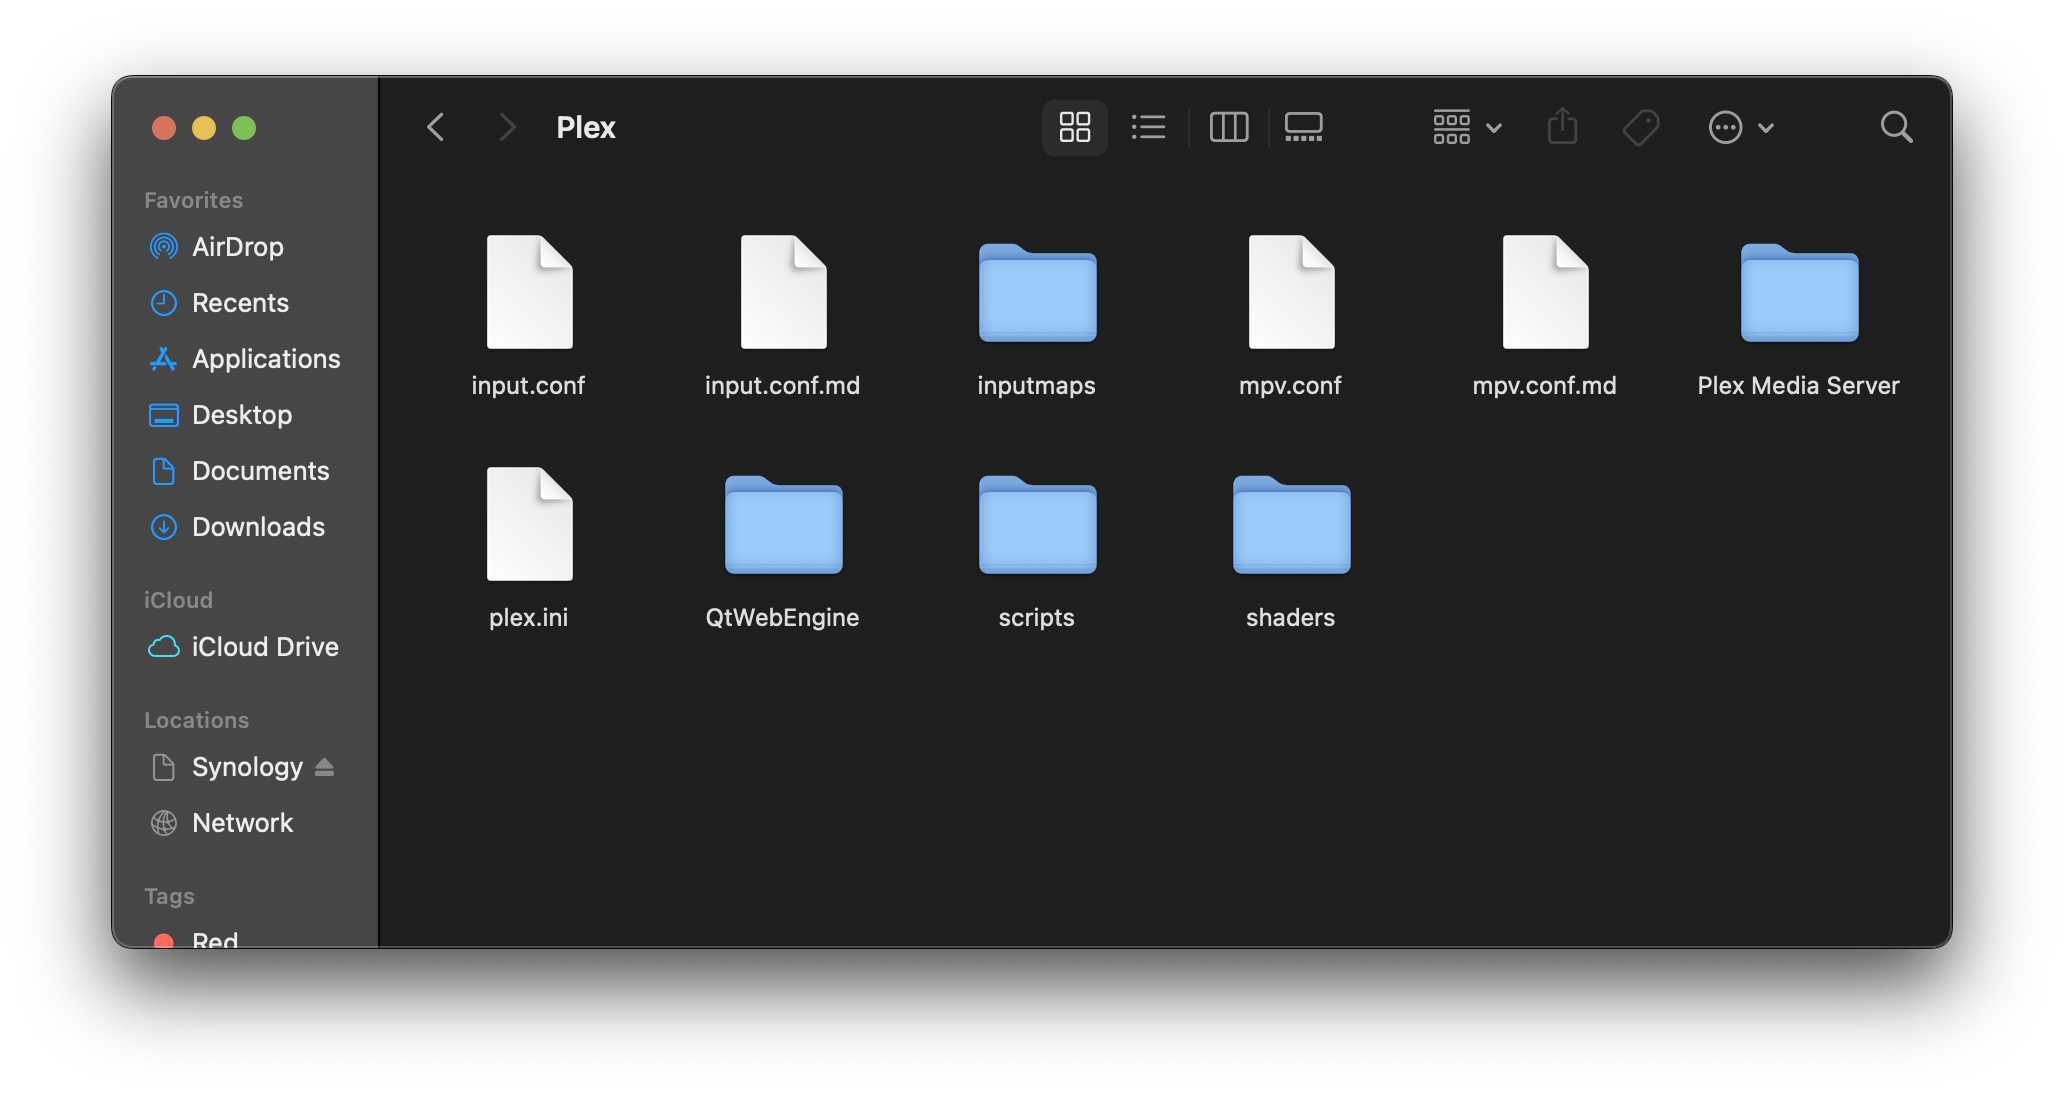 Plex
Favorites
AirDrop
Recents
Applications
Desktop
Documents
Downloads
iCloud
iCloud Drive
Locations
Synology
Network
Tags
Red
input.conf
input.conf.md
inputmaps
mpv.conf
mpv.conf.md
Plex Media Server
plex.ini
QtWebEngine
scripts
shaders